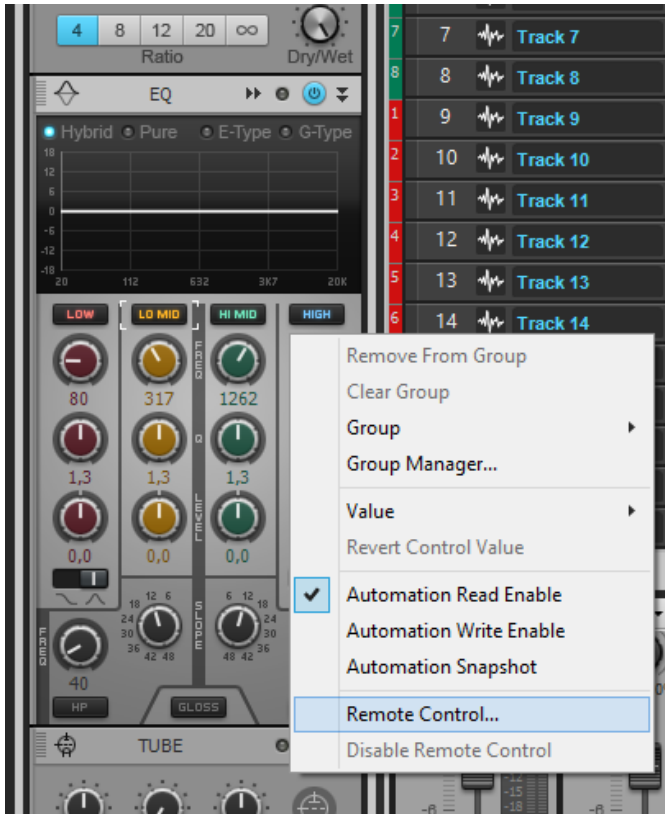 4 8 12 20 ∞
Ratio
Dry/Wet
EQ
Hybrid Pure E-Type G-Type
18
12
6
0
-6
-12
-18
20 112 632 3K7 20K
LOW LO MID HI MID HIGH
FREQ
80 317 1262
Q
1,3 1,3 1,3
LEVEL
0,0 0,0 0,0
18 12 6
24
30
36 42 48
SLOPE
6 12 18
24
30
48 42 36
FREQ
40
HP
GLOSS
TUBE
7 7 Track 7
8 8 Track 8
1 9 Track 9
2 10 Track 10
3 11 Track 11
4 12 Track 12
5 13 Track 13
6 14 Track 14
Remove From Group
Clear Group
Group
Group Manager...
Value
Revert Control Value
Automation Read Enable
Automation Write Enable
Automation Snapshot
Remote Control...
Disable Remote Control
-12
-15
-18
-6
-6